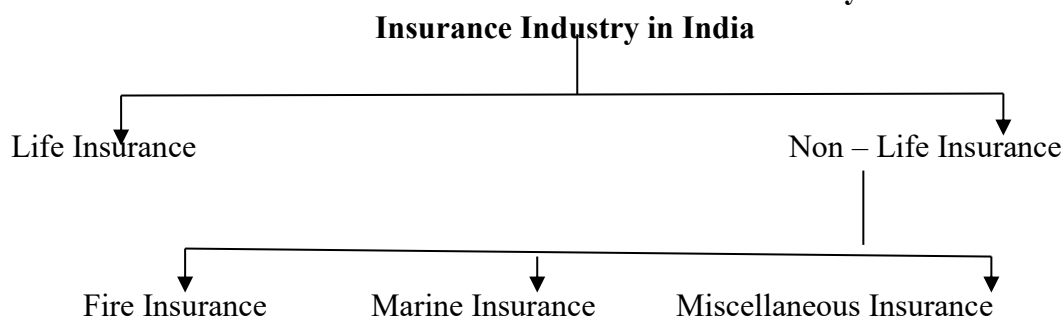 Insurance Industry in India
Life Insurance Non – Life Insurance
Fire Insurance Marine Insurance Miscellaneous Insurance